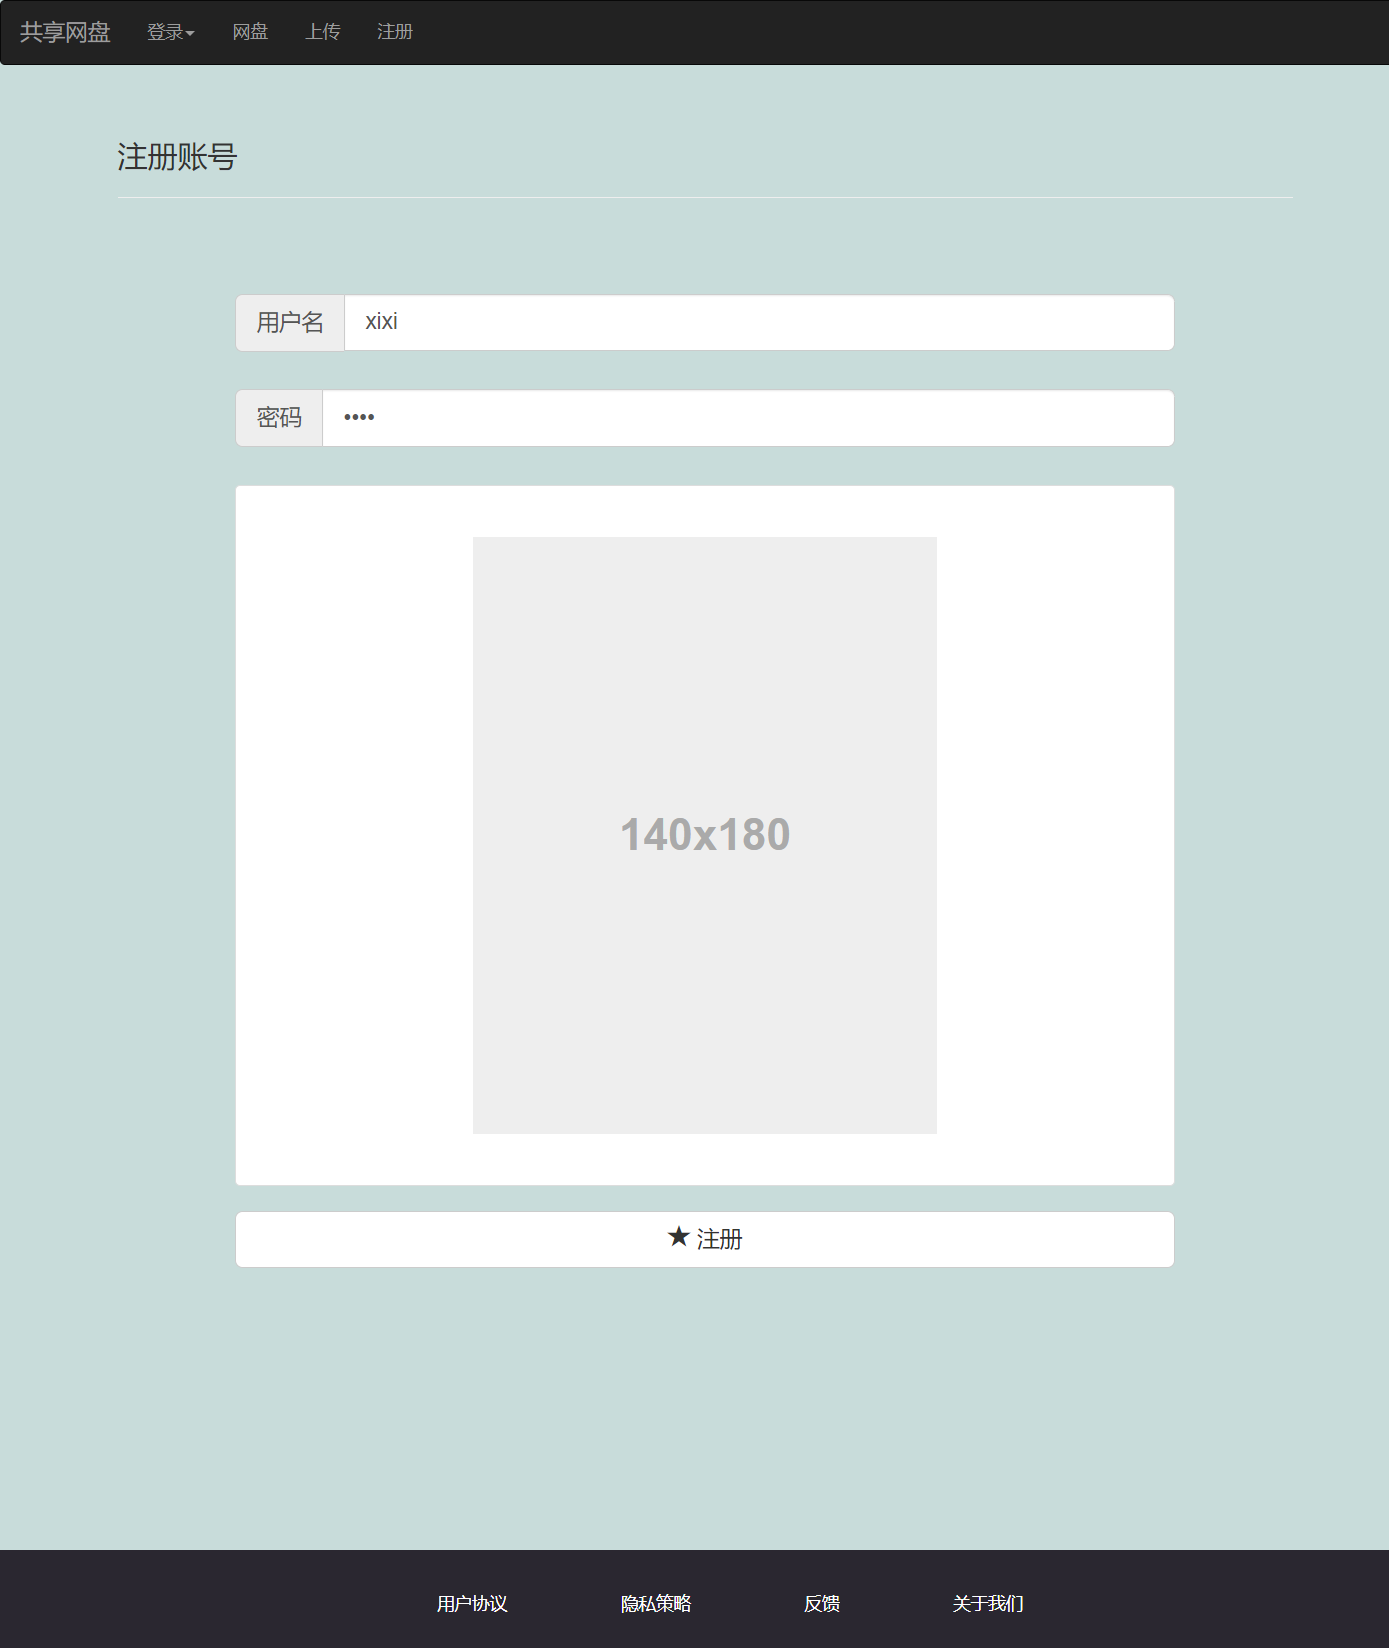 共享网盘 登录 网盘 上传 注册
注册账号
用户名 xixi
密码 ••••
140x180
★ 注册
用户协议 隐私策略 反馈 关于我们